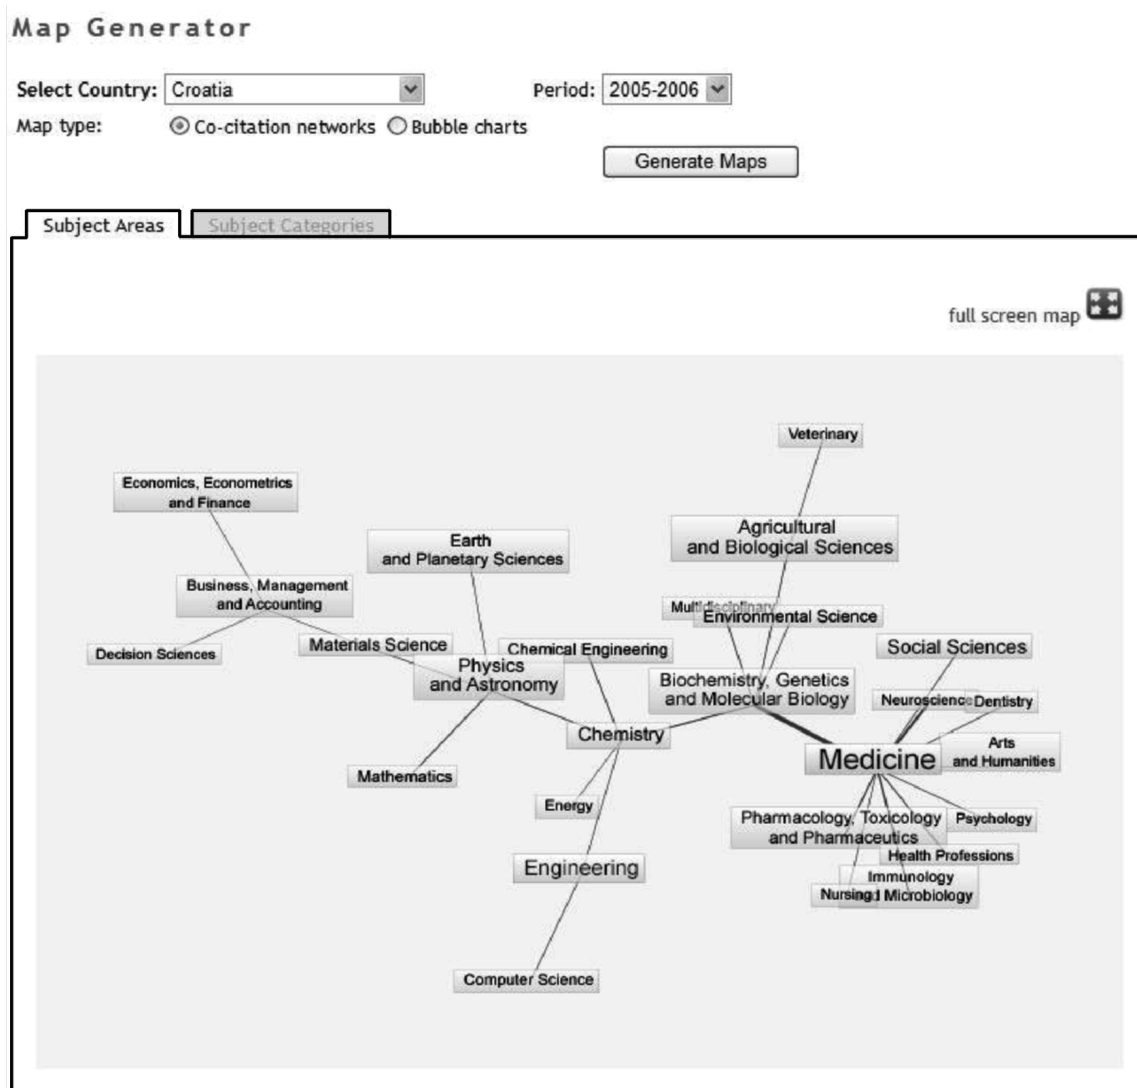 Map Generator
Select Country: Croatia
Period: 2005-2006
Map type: Co-citation networks Bubble charts
Generate Maps
Subject Areas
Subject Categories
full screen map
Veterinary
Economics, Econometrics
and Finance
Agricultural
and Biological Sciences
Earth
and Planetary Sciences
Business, Management
and Accounting
Multidisciplinary
Environmental Science
Decision Sciences
Materials Science
Chemical Engineering
Social Sciences
Physics
and Astronomy
Biochemistry, Genetics
and Molecular Biology
Neuroscience
Dentistry
Chemistry
Arts
and Humanities
Medicine
Mathematics
Energy
Pharmacology, Toxicology
and Pharmaceutics
Psychology
Health Professions
Engineering
Immunology
Nursing
d Microbiology
Computer Science